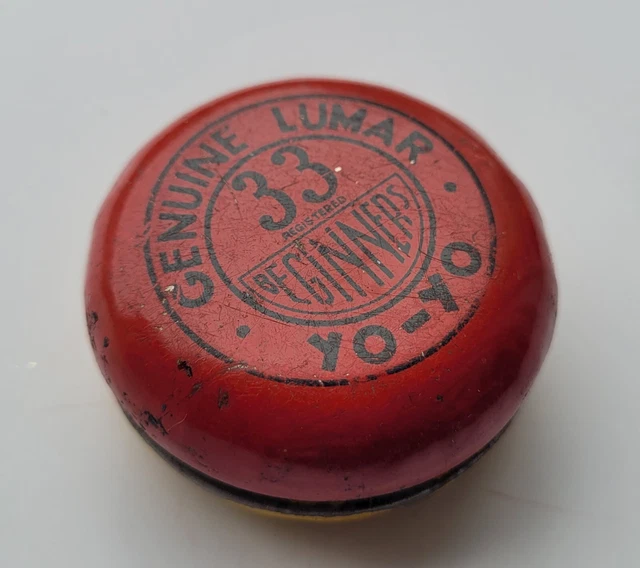 GENUINE LUMAR
33
REGISTERED
BEGINNERS
YO-YO